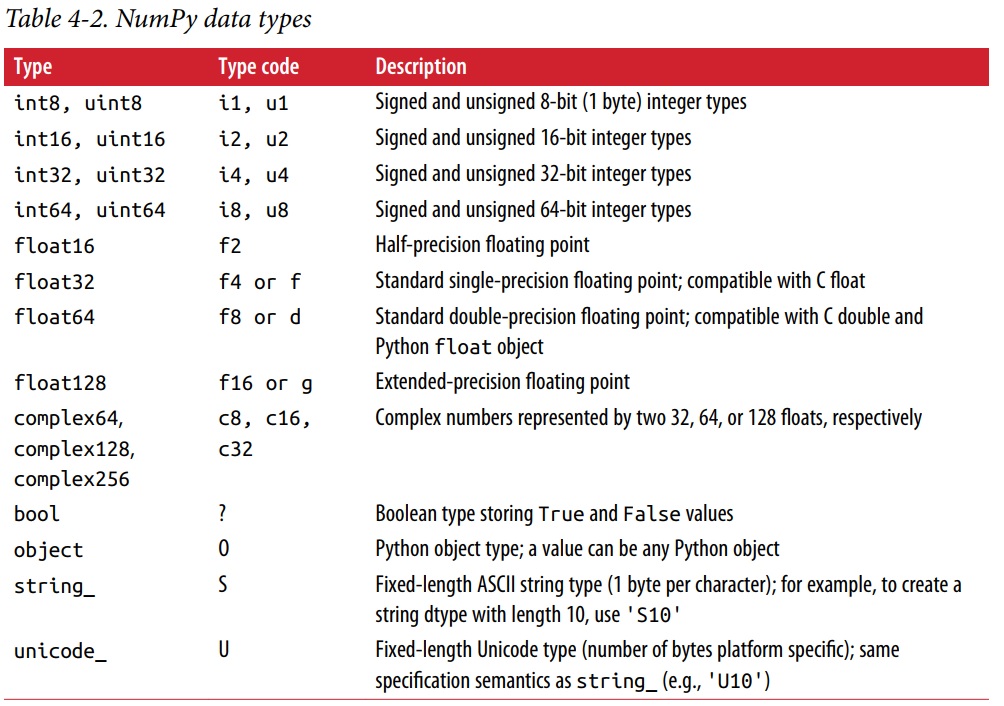 Table 4-2. NumPy data types
Type Type code Description
int8, uint8 i1, u1 Signed and unsigned 8-bit (1 byte) integer types
int16, uint16 i2, u2 Signed and unsigned 16-bit integer types
int32, uint32 i4, u4 Signed and unsigned 32-bit integer types
int64, uint64 i8, u8 Signed and unsigned 64-bit integer types
float16 f2 Half-precision floating point
float32 f4 or f Standard single-precision floating point; compatible with C float
float64 f8 or d Standard double-precision floating point; compatible with C double and
Python float object
float128 f16 or g Extended-precision floating point
complex64, c8, c16, Complex numbers represented by two 32, 64, or 128 floats, respectively
complex128, c32
complex256
bool ? Boolean type storing True and False values
object O Python object type; a value can be any Python object
string_ S Fixed-length ASCII string type (1 byte per character); for example, to create a
string dtype with length 10, use 'S10'
unicode_ U Fixed-length Unicode type (number of bytes platform specific); same
specification semantics as string_ (e.g., 'U10')